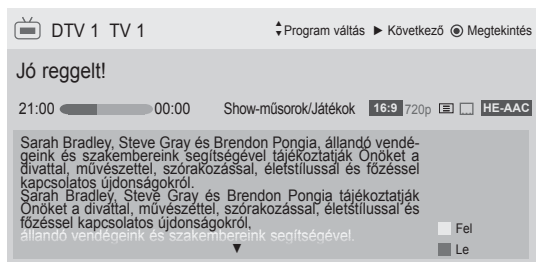 DTV 1 TV 1
Program váltás ► Következő ◉ Megtekintés
Jó reggelt!
21:00 00:00 Show-műsorok/Játékok 16:9 720p HE-AAC
Sarah Bradley, Steve Gray és Brendon Pongia, állandó vendé-
geink és szakembereink segítségével tájékoztatják Önöket a
divattal, művészettel, szórakozással, életstílussal és főzéssel
kapcsolatos újdonságokról.
Sarah Bradley, Steve Gray és Brendon Pongia tájékoztatják
Önöket a divattal, művészettel, szórakozással, életstílussal és
főzéssel kapcsolatos újdonságokról,
állandó vendégeink és szakembereink segítségével.
Fel
Le